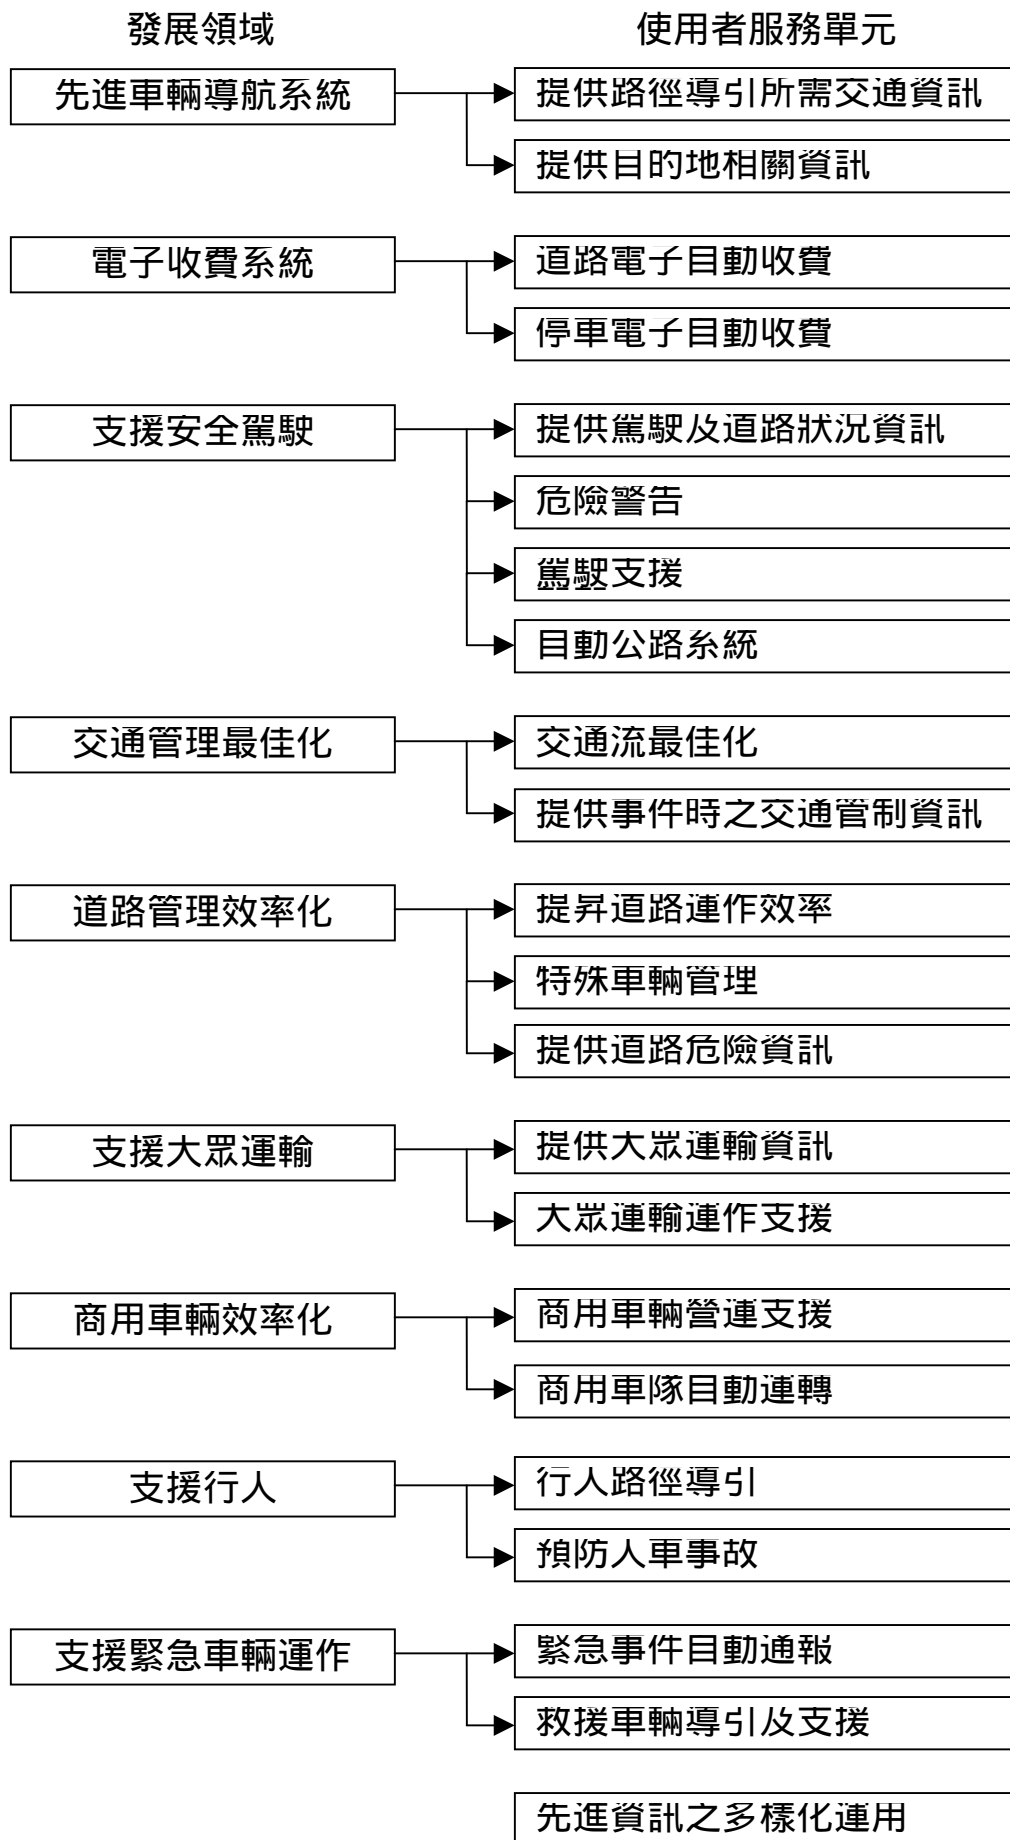 發展領域 使用者服務單元
先進車輛導航系統 提供路徑導引所需交通資訊
提供目的地相關資訊
電子收費系統 道路電子自動收費
停車電子自動收費
支援安全駕駛 提供駕駛及道路狀況資訊
危險警告
駕駛支援
自動公路系統
交通管理最佳化 交通流最佳化
提供事件時之交通管制資訊
道路管理效率化 提昇道路運作效率
特殊車輛管理
提供道路危險資訊
支援大眾運輸 提供大眾運輸資訊
大眾運輸運作支援
商用車輛效率化 商用車輛營運支援
商用車隊自動運轉
支援行人 行人路徑導引
預防人車事故
支援緊急車輛運作 緊急事件自動通報
救援車輛導引及支援
先進資訊之多樣化運用